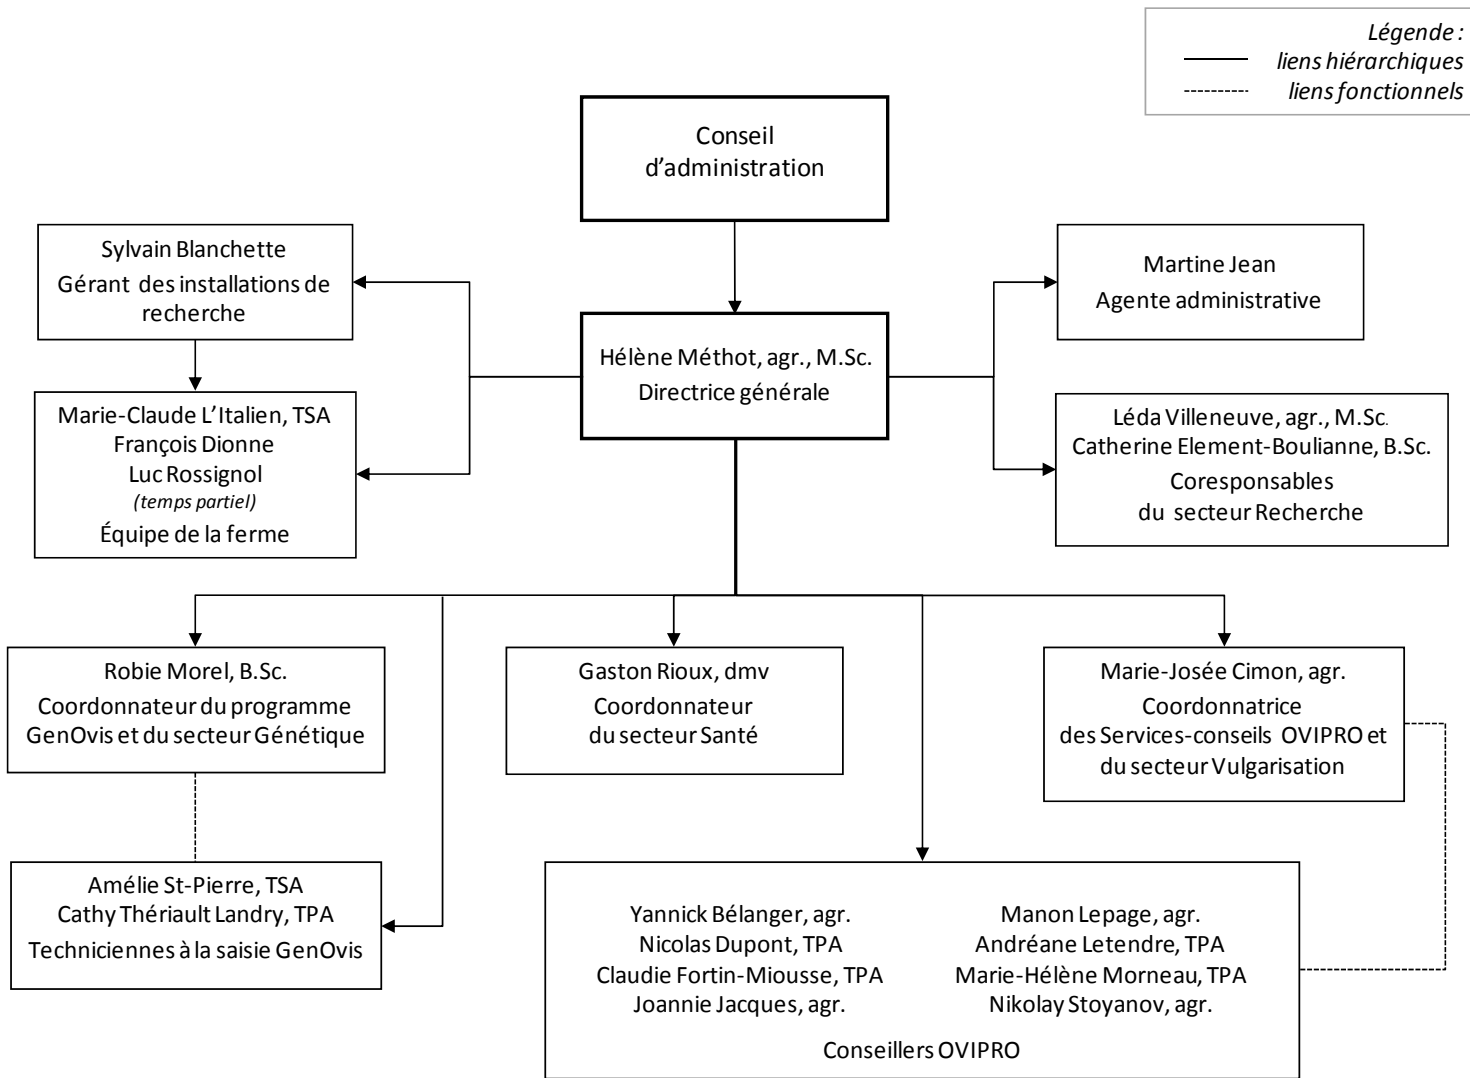 Légende :
liens hiérarchiques
liens fonctionnels
Conseil
d’administration
Sylvain Blanchette
Gérant des installations de
recherche
Martine Jean
Agente administrative
Hélène Méthot, agr., M.Sc.
Directrice générale
Marie-Claude L’Italien, TSA
François Dionne
Luc Rossignol
(temps partiel)
Équipe de la ferme
Léda Villeneuve, agr., M.Sc.
Catherine Element-Boulianne, B.Sc.
Coresponsables
du secteur Recherche
Robie Morel, B.Sc.
Coordonnateur du programme
GenOvis et du secteur Génétique
Gaston Rioux, dmv
Coordonnateur
du secteur Santé
Marie-Josée Cimon, agr.
Coordonnatrice
des Services-conseils OVIPRO et
du secteur Vulgarisation
Amélie St-Pierre, TSA
Cathy Thériault Landry, TPA
Techniciennes à la saisie GenOvis
Yannick Bélanger, agr.
Nicolas Dupont, TPA
Claudie Fortin-Miousse, TPA
Joannie Jacques, agr.
Manon Lepage, agr.
Andréane Letendre, TPA
Marie-Hélène Morneau, TPA
Nikolay Stoyanov, agr.
Conseillers OVIPRO